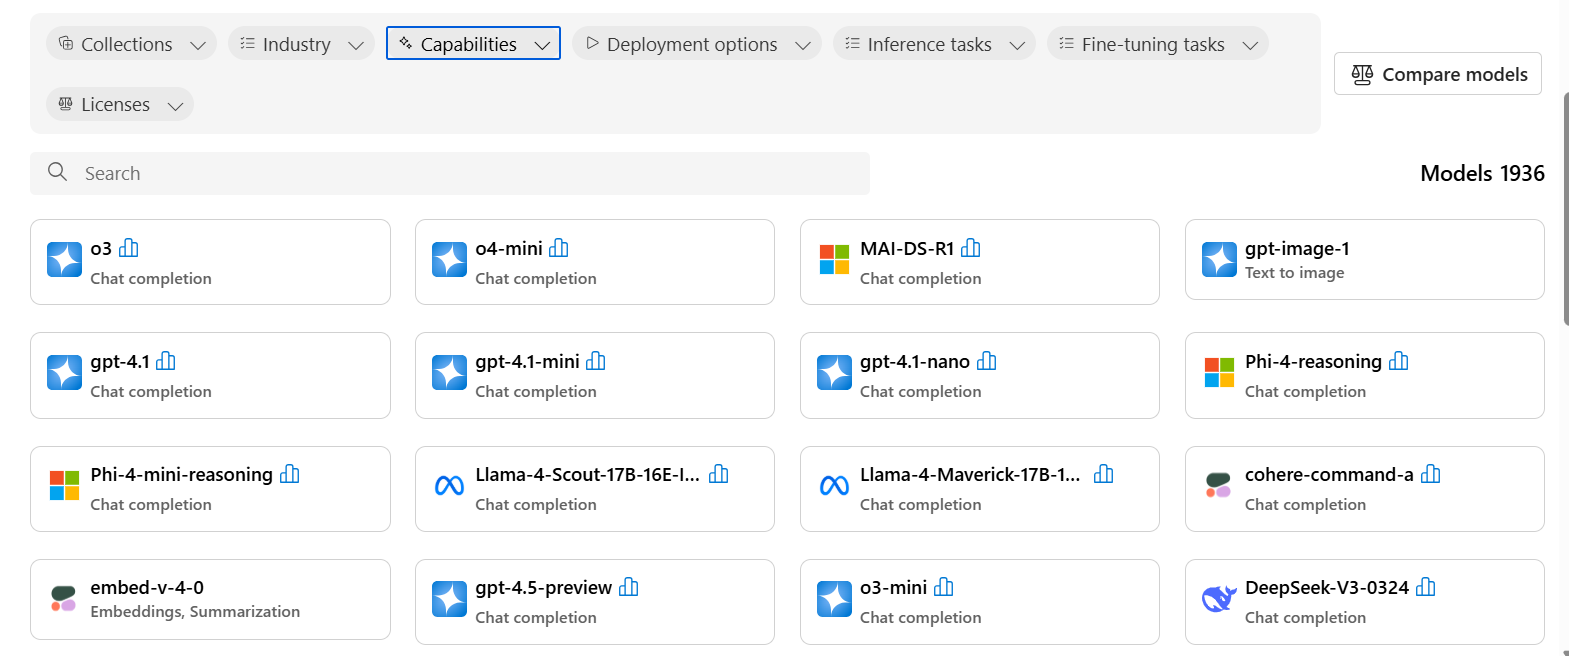 Collections Industry Capabilities Deployment options Inference tasks Fine-tuning tasks
Compare models
Licenses
Search
Models 1936
o3
Chat completion
o4-mini
Chat completion
MAI-DS-R1
Chat completion
gpt-image-1
Text to image
gpt-4.1
Chat completion
gpt-4.1-mini
Chat completion
gpt-4.1-nano
Chat completion
Phi-4-reasoning
Chat completion
Phi-4-mini-reasoning
Chat completion
Llama-4-Scout-17B-16E-I...
Chat completion
Llama-4-Maverick-17B-1...
Chat completion
cohere-command-a
Chat completion
embed-v-4-0
Embeddings, Summarization
gpt-4.5-preview
Chat completion
o3-mini
Chat completion
DeepSeek-V3-0324
Chat completion